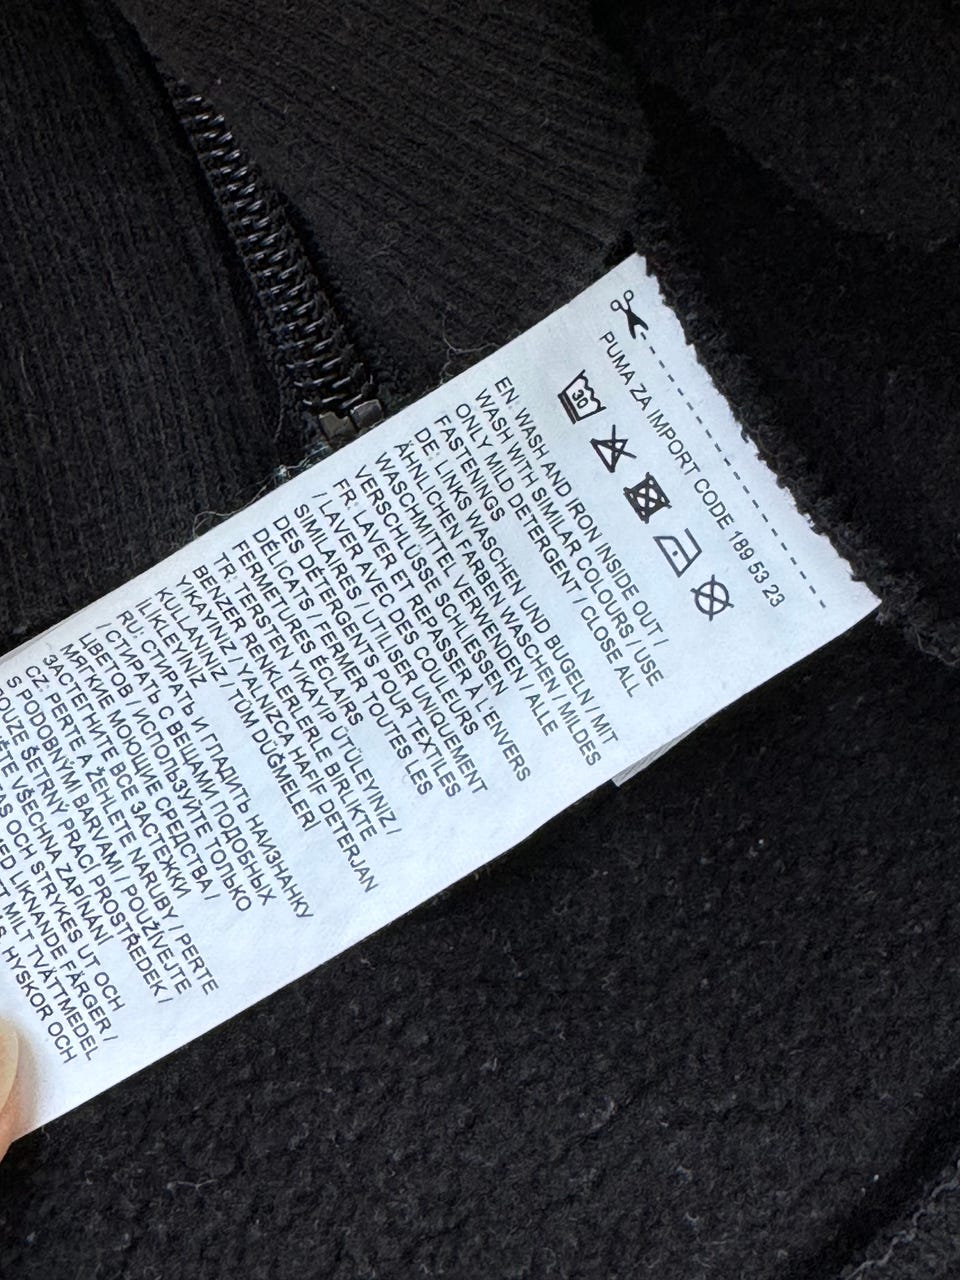 PUMA ZA IMPORT CODE 189 53 23
30
EN: WASH AND IRON INSIDE OUT /
WASH WITH SIMILAR COLOURS / USE
ONLY MILD DETERGENT / CLOSE ALL
FASTENINGS
DE: LINKS WASCHEN UND BÜGELN / MIT
ÄHNLICHEN FARBEN WASCHEN / MILDES
WASCHMITTEL VERWENDEN / ALLE
VERSCHLÜSSE SCHLIESSEN
FR: LAVER ET REPASSER À L'ENVERS
/ LAVER AVEC DES COULEURS
SIMILAIRES / UTILISER UNIQUEMENT
DES DÉTERGENTS POUR TEXTILES
DÉLICATS / FERMER TOUTES LES
FERMETURES ÉCLAIRS
TR: TERSTEN YIKAYIP ÜTÜLEYINIZ /
BENZER RENKLERLERLE BIRLIKTE
YIKAYINIZ / YALNIZCA HAFIF DETERJAN
KULLANINIZ / TÜM DÜĞMELERİ
ILIKLEYINIZ
RU: СТИРАТЬ И ГЛАДИТЬ НАИЗНАНКУ
/ СТИРАТЬ С ВЕЩАМИ ПОДОБНЫХ
ЦВЕТОВ / ИСПОЛЬЗУЙТЕ ТОЛЬКО
МЯГКИЕ МОЮЩИЕ СРЕДСТВА /
ЗАСТЕГНИТЕ ВСЕ ЗАСТЕЖКИ
CZ: PERTE A ŽEHLETE NARUBY / PERTE
S PODOBNÝMI BARVAMI / POUŽÍVEJTE
POUZE ŠETRNÝ PRACÍ PROSTŘEDEK /
VŠECHNA ZAPÍNÁNÍ
OCH STRYKES UT OCH
MED LIKNANDE FÄRGER /
MILT TVÄTTMEDEL
HYSKOR OCH